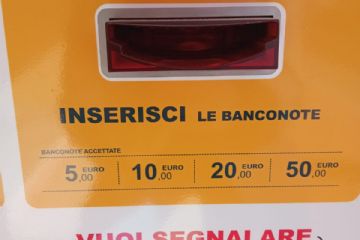 INSERISCI LE BANCONOTE
BANCONOTE ACCETTATE
5,00 EURO 10,00 EURO 20,00 EURO 50,00 EURO
VUOI SEGNALARE